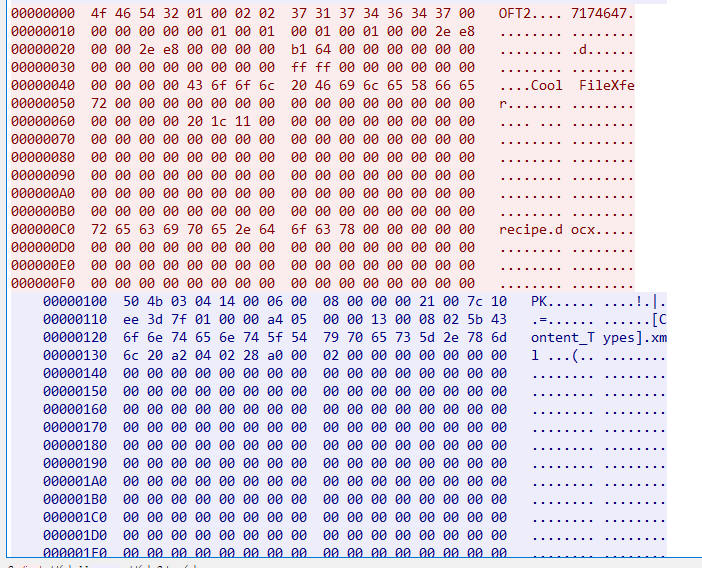 00000000 4f 46 54 32 01 00 02 02 37 31 37 34 36 34 37 00 OFT2.... 7174647.
00000010 00 00 00 00 01 00 01 00 01 00 01 00 00 2e e8 ........ ........
00000020 00 00 2e e8 00 00 00 00 b1 64 00 00 00 00 00 00 ........ .d......
00000030 00 00 00 00 00 00 00 00 ff ff 00 00 00 00 00 00 ........ ........
00000040 00 00 00 00 43 6f 6f 6c 20 46 69 6c 65 58 66 65 ....Cool FileXfe
00000050 72 00 00 00 00 00 00 00 00 00 00 00 00 00 00 00 r....... ........
00000060 00 00 00 00 20 1c 11 00 00 00 00 00 00 00 00 00 .... ... ........
00000070 00 00 00 00 00 00 00 00 00 00 00 00 00 00 00 00 ........ ........
00000080 00 00 00 00 00 00 00 00 00 00 00 00 00 00 00 00 ........ ........
00000090 00 00 00 00 00 00 00 00 00 00 00 00 00 00 00 00 ........ ........
000000A0 00 00 00 00 00 00 00 00 00 00 00 00 00 00 00 00 ........ ........
000000B0 00 00 00 00 00 00 00 00 00 00 00 00 00 00 00 00 ........ ........
000000C0 72 65 63 69 70 65 2e 64 6f 63 78 00 00 00 00 00 recipe.d ocx.....
000000D0 00 00 00 00 00 00 00 00 00 00 00 00 00 00 00 00 ........ ........
000000E0 00 00 00 00 00 00 00 00 00 00 00 00 00 00 00 00 ........ ........
000000F0 00 00 00 00 00 00 00 00 00 00 00 00 00 00 00 00 ........ ........
00000100 50 4b 03 04 14 00 06 00 08 00 00 00 21 00 7c 10 PK...... ....!.|.
00000110 ee 3d 7f 01 00 00 a4 05 00 00 13 00 08 02 5b 43 .=...... ......[C
00000120 6f 6e 74 65 6e 74 5f 54 79 70 65 73 5d 2e 78 6d ontent_T ypes].xm
00000130 6c 20 a2 04 02 28 a0 00 02 00 00 00 00 00 00 00 l ...(.. ........
00000140 00 00 00 00 00 00 00 00 00 00 00 00 00 00 00 00 ........ ........
00000150 00 00 00 00 00 00 00 00 00 00 00 00 00 00 00 00 ........ ........
00000160 00 00 00 00 00 00 00 00 00 00 00 00 00 00 00 00 ........ ........
00000170 00 00 00 00 00 00 00 00 00 00 00 00 00 00 00 00 ........ ........
00000180 00 00 00 00 00 00 00 00 00 00 00 00 00 00 00 00 ........ ........
00000190 00 00 00 00 00 00 00 00 00 00 00 00 00 00 00 00 ........ ........
000001A0 00 00 00 00 00 00 00 00 00 00 00 00 00 00 00 00 ........ ........
000001B0 00 00 00 00 00 00 00 00 00 00 00 00 00 00 00 00 ........ ........
000001C0 00 00 00 00 00 00 00 00 00 00 00 00 00 00 00 00 ........ ........
000001D0 00 00 00 00 00 00 00 00 00 00 00 00 00 00 00 00 ........ ........
000001E0 00 00 00 00 00 00 00 00 00 00 00 00 00 00 00 00 ........ ........